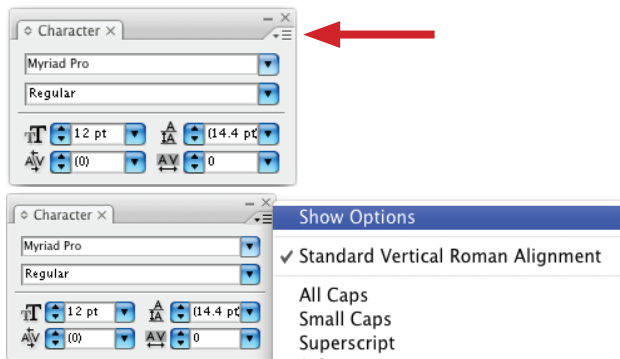 Character ×
Myriad Pro
Regular
12 pt (14.4 pt)
(0) 0
Character ×
Show Options
Myriad Pro
✓ Standard Vertical Roman Alignment
Regular
All Caps
12 pt (14.4 pt)
Small Caps
(0) 0
Superscript